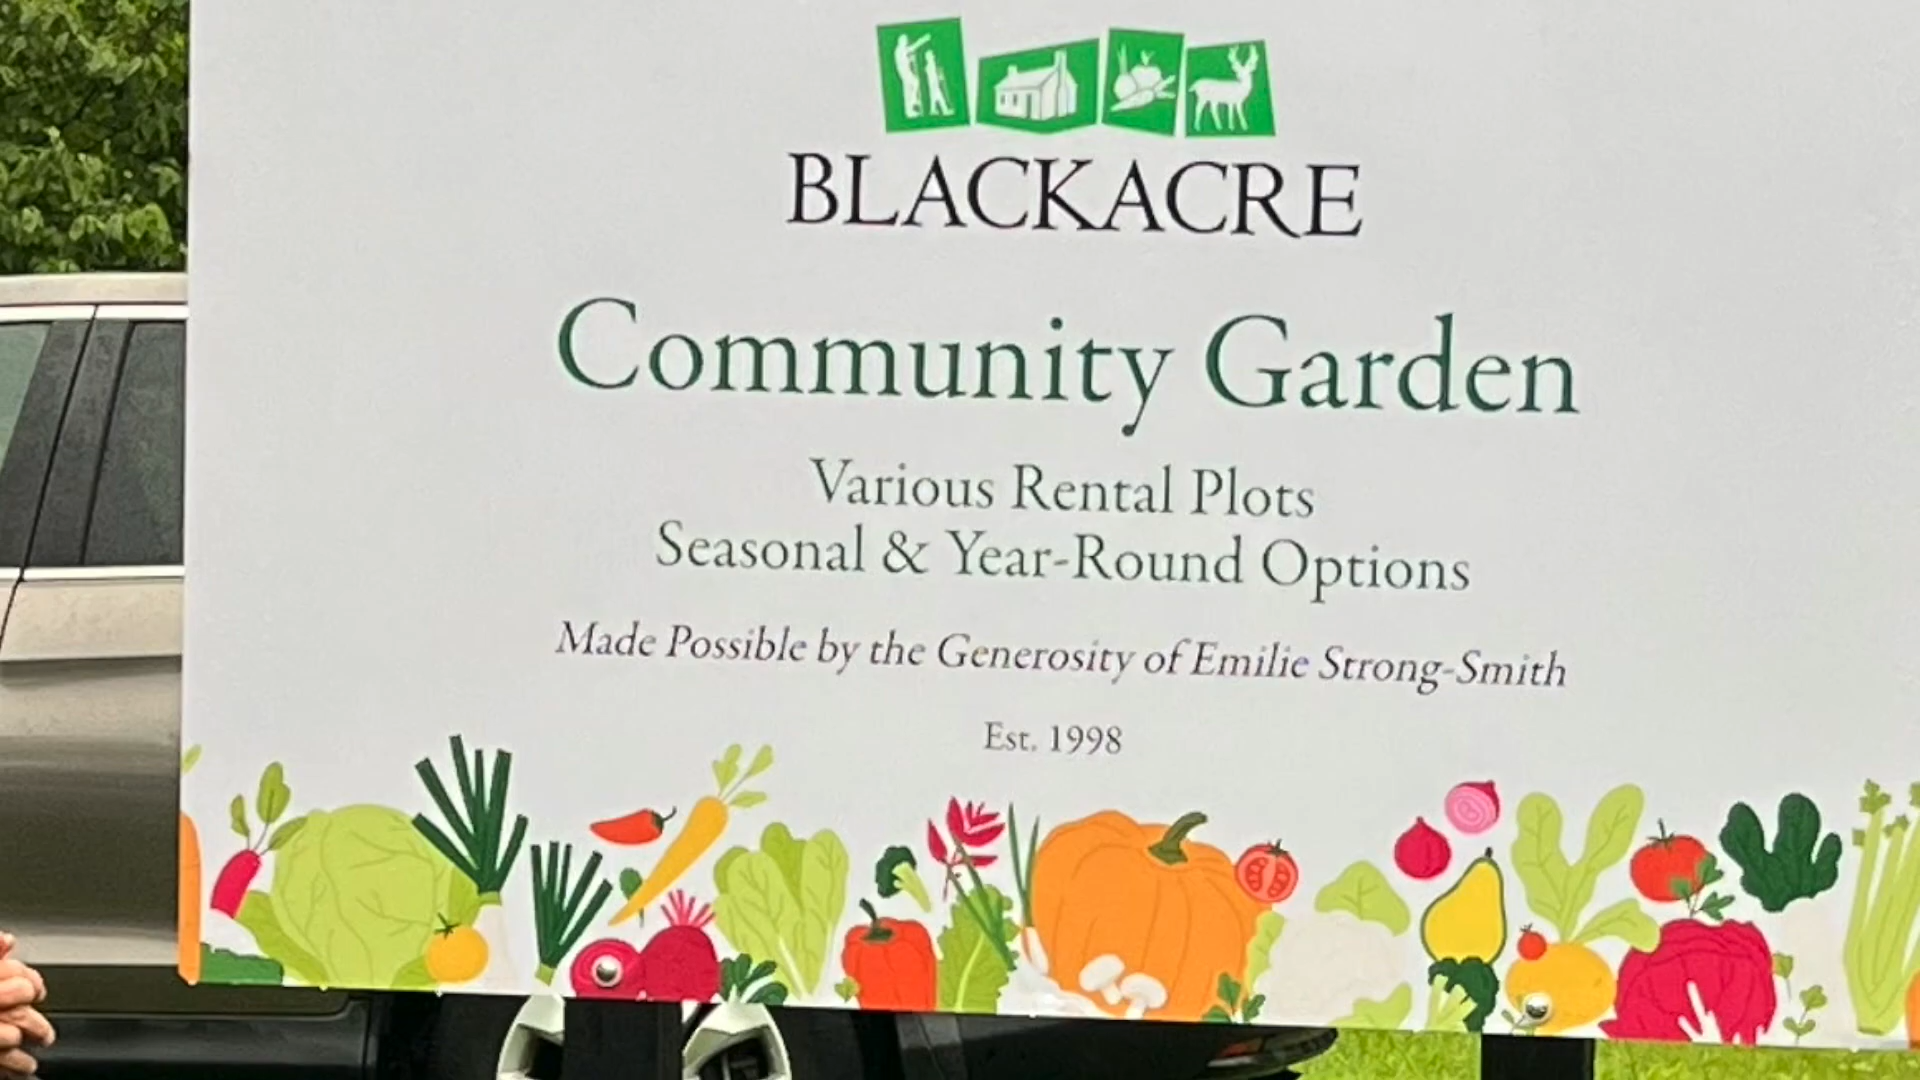 BLACKACRE
Community Garden
Various Rental Plots
Seasonal & Year-Round Options
Made Possible by the Generosity of Emilie Strong-Smith
Est. 1998